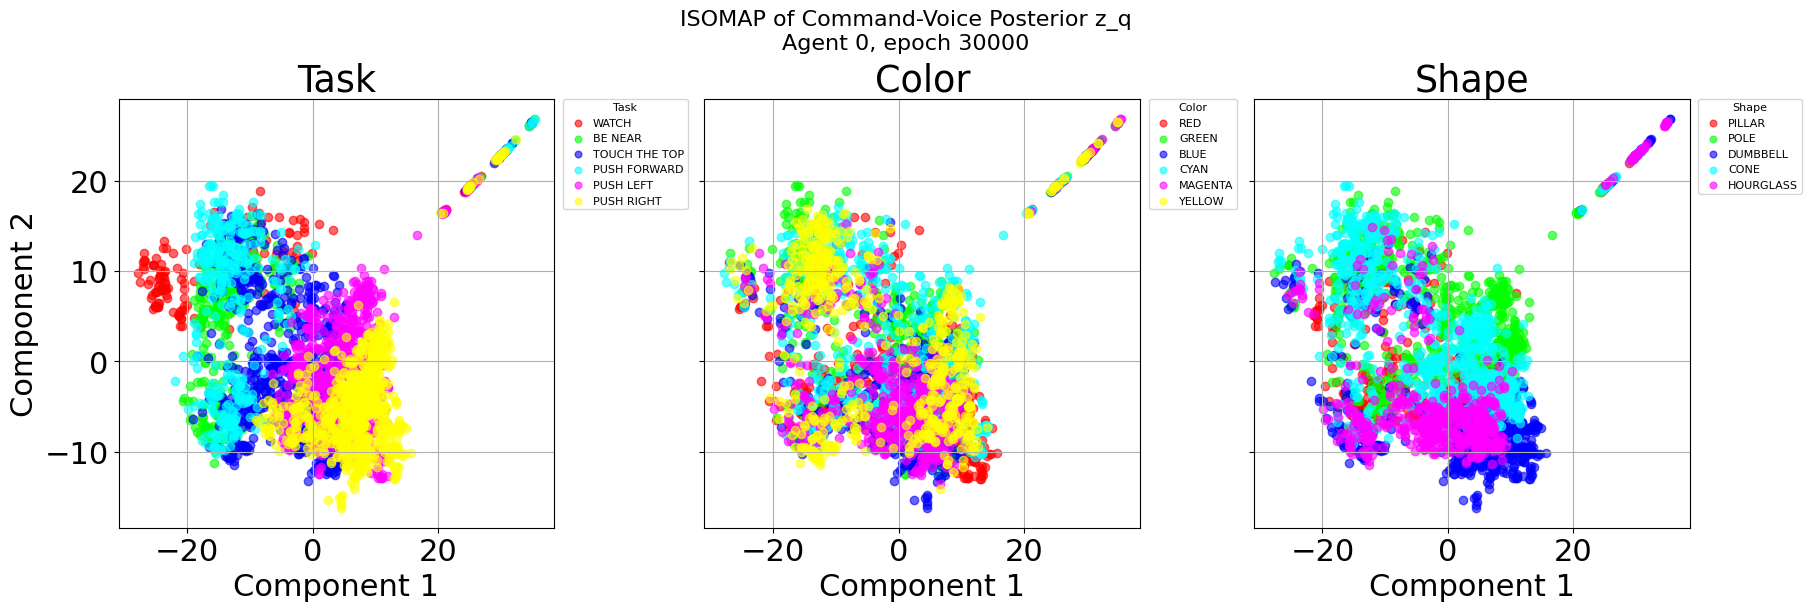 ISOMAP of Command-Voice Posterior z_q
Agent 0, epoch 30000
Task
Color
Shape
Task
WATCH
BE NEAR
TOUCH THE TOP
PUSH FORWARD
PUSH LEFT
PUSH RIGHT
Color
RED
GREEN
BLUE
CYAN
MAGENTA
YELLOW
Shape
PILLAR
POLE
DUMBBELL
CONE
HOURGLASS
Component 2
20
10
0
−10
−20 0 20
−20 0 20
−20 0 20
Component 1
Component 1
Component 1